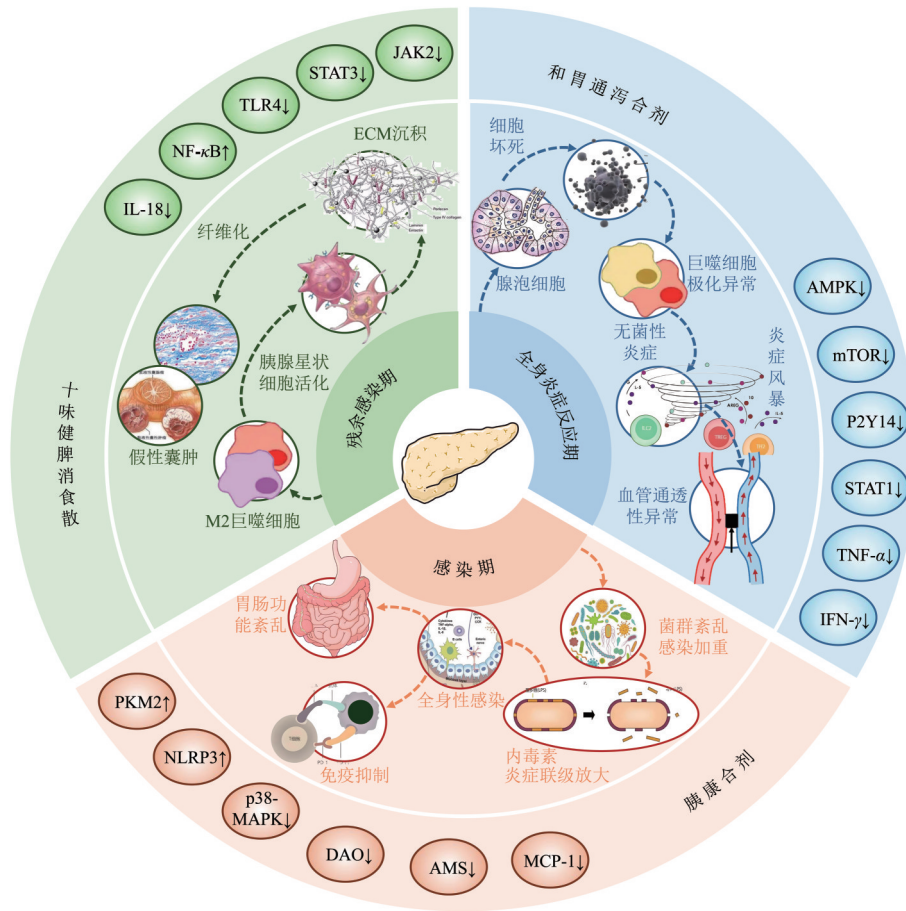 JAK2↓
STAT3↓
TLR4↓
NF-κB↑
IL-18↓
十味健脾消食散
ECM沉积
纤维化
胰腺星状
细胞活化
假性囊肿
M2巨噬细胞
残余感染期
和胃通泻合剂
细胞
坏死
腺泡细胞
巨噬细胞
极化异常
无菌性
炎症
炎症风暴
血管通透
性异常
全身炎症反应期
AMPK↓
mTOR↓
P2Y14↓
STAT1↓
TNF-α↓
IFN-γ↓
感染期
胃肠功
能紊乱
菌群紊乱
感染加重
全身性感染
内毒素
炎症联级放大
免疫抑制
胰康合剂
PKM2↑
NLRP3↑
p38-
MAPK↓
DAO↓
AMS↓
MCP-1↓